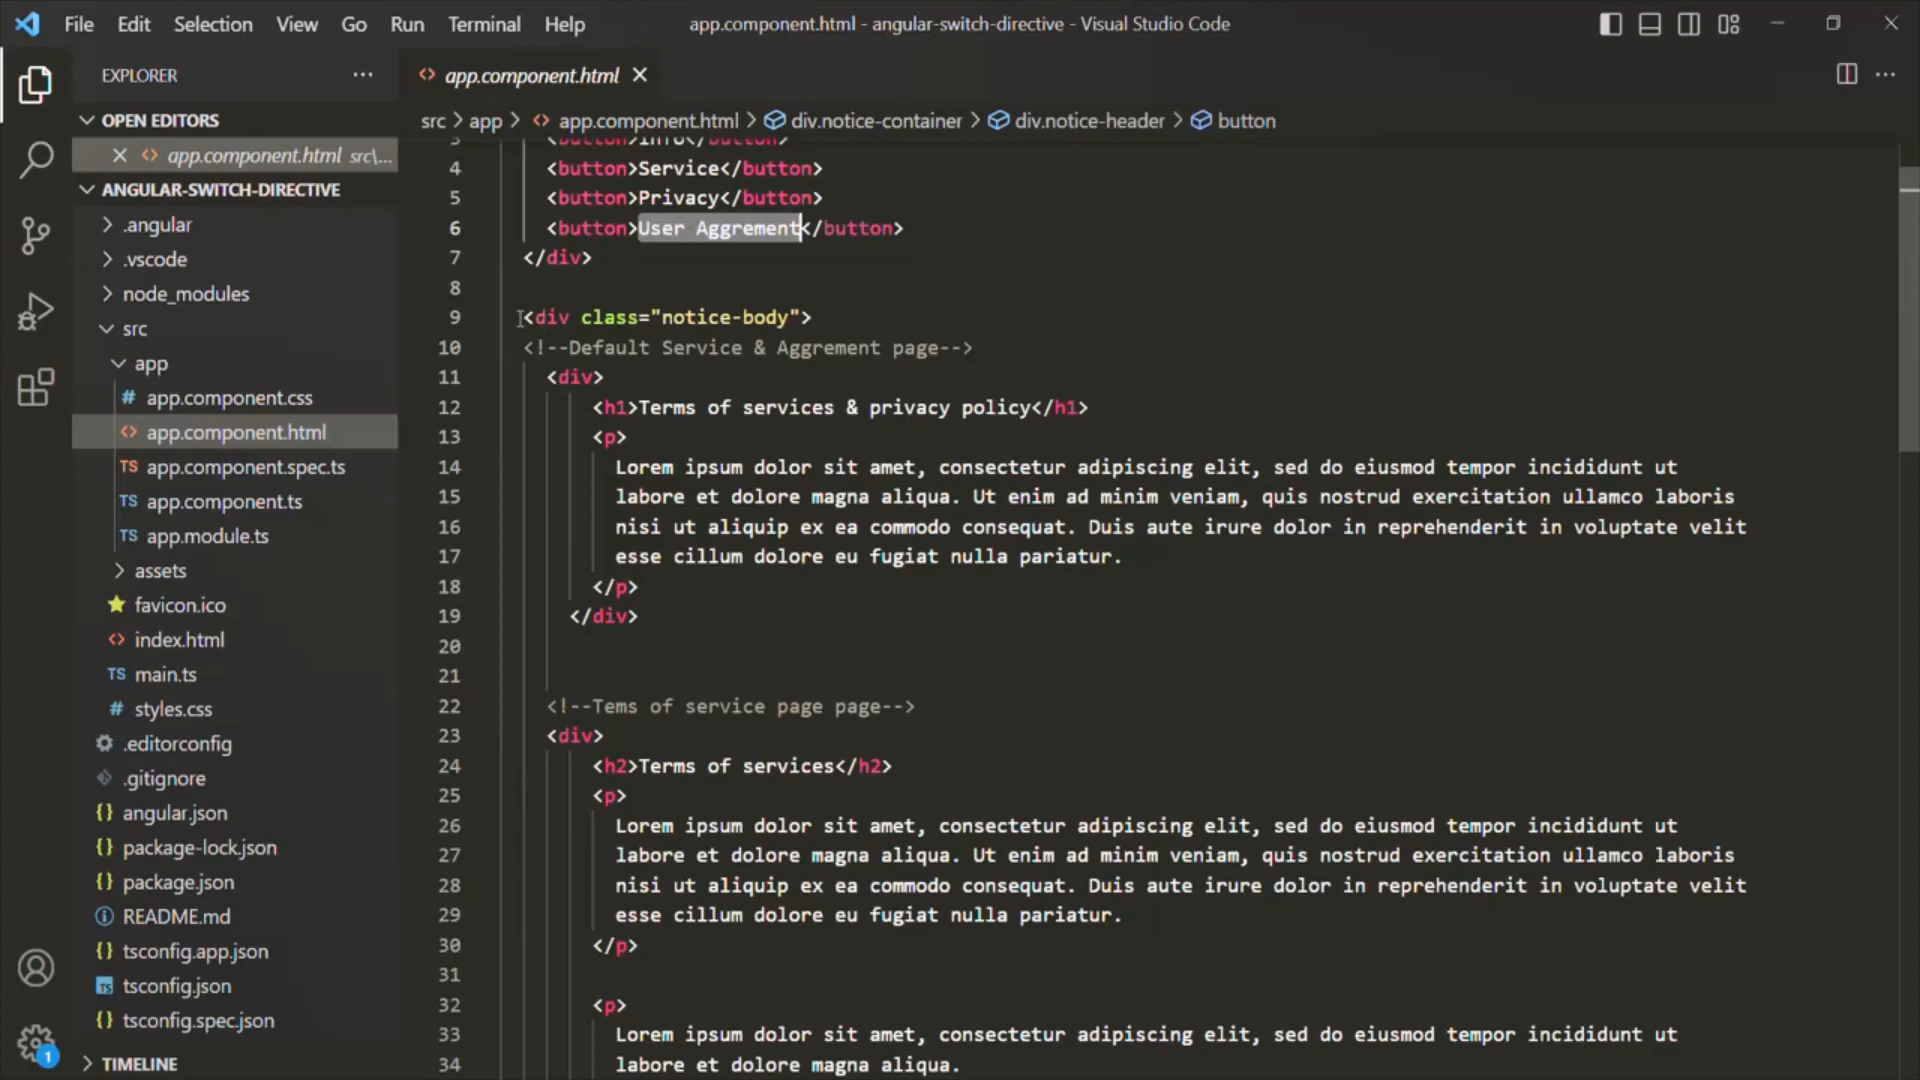 File Edit Selection View Go Run Terminal Help app.component.html - angular-switch-directive - Visual Studio Code
EXPLORER
app.component.html
OPEN EDITORS
src > app > app.component.html > div.notice-container > div.notice-header > button
app.component.html src\...
ANGULAR-SWITCH-DIRECTIVE
.angular
.vscode
node_modules
src
app
app.component.css
app.component.html
TS app.component.spec.ts
TS app.component.ts
TS app.module.ts
assets
favicon.ico
index.html
TS main.ts
# styles.css
.editorconfig
.gitignore
{} angular.json
{} package-lock.json
{} package.json
README.md
{} tsconfig.app.json
TS tsconfig.json
{} tsconfig.spec.json
1
TIMELINE
3 <button>Info</button>
4 <button>Service</button>
5 <button>Privacy</button>
6 <button>User Aggrement</button>
7 </div>
8
9 <div class="notice-body">
10 <!--Default Service & Aggrement page-->
11 <div>
12 <h1>Terms of services & privacy policy</h1>
13 <p>
14 Lorem ipsum dolor sit amet, consectetur adipiscing elit, sed do eiusmod tempor incididunt ut
15 labore et dolore magna aliqua. Ut enim ad minim veniam, quis nostrud exercitation ullamco laboris
16 nisi ut aliquip ex ea commodo consequat. Duis aute irure dolor in reprehenderit in voluptate velit
17 esse cillum dolore eu fugiat nulla pariatur.
18 </p>
19 </div>
20
21
22 <!--Tems of service page page-->
23 <div>
24 <h2>Terms of services</h2>
25 <p>
26 Lorem ipsum dolor sit amet, consectetur adipiscing elit, sed do eiusmod tempor incididunt ut
27 labore et dolore magna aliqua. Ut enim ad minim veniam, quis nostrud exercitation ullamco laboris
28 nisi ut aliquip ex ea commodo consequat. Duis aute irure dolor in reprehenderit in voluptate velit
29 esse cillum dolore eu fugiat nulla pariatur.
30 </p>
31
32 <p>
33 Lorem ipsum dolor sit amet, consectetur adipiscing elit, sed do eiusmod tempor incididunt ut
34 labore et dolore magna aliqua.